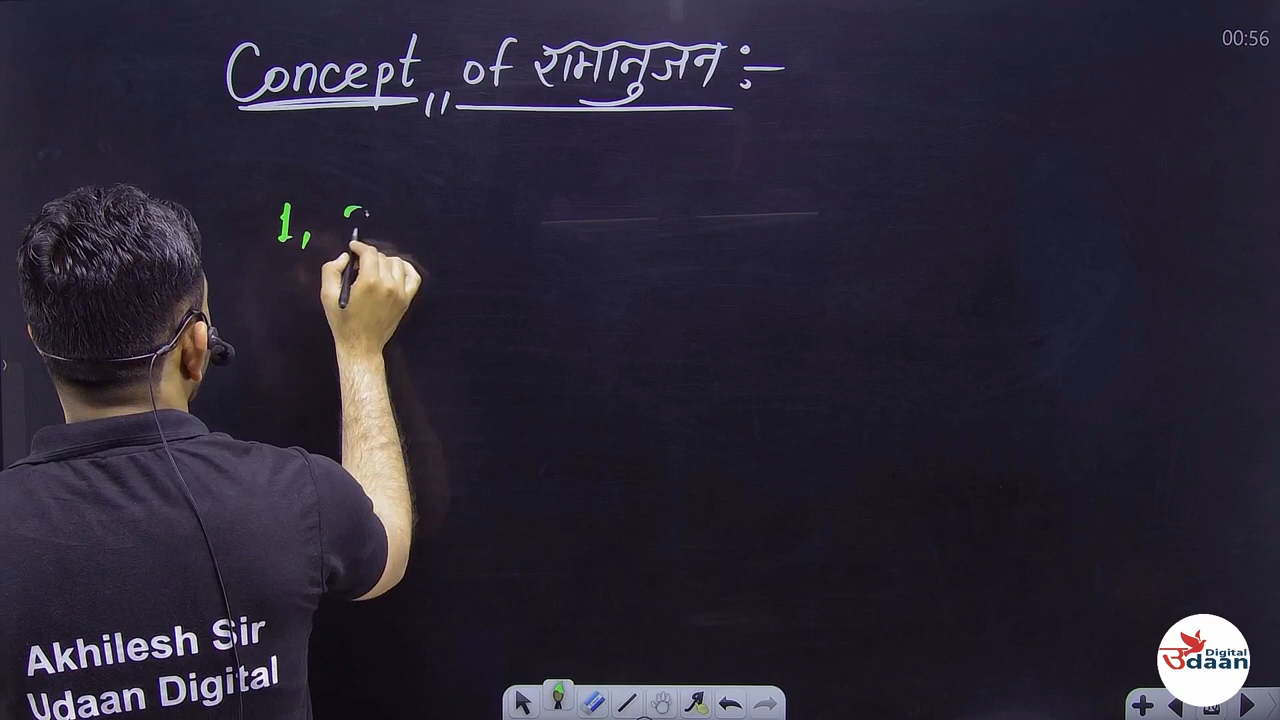 00:56
Concept of रामानुजन :-
1,
Akhilesh Sir
Udaan Digital
Digital
उdaan